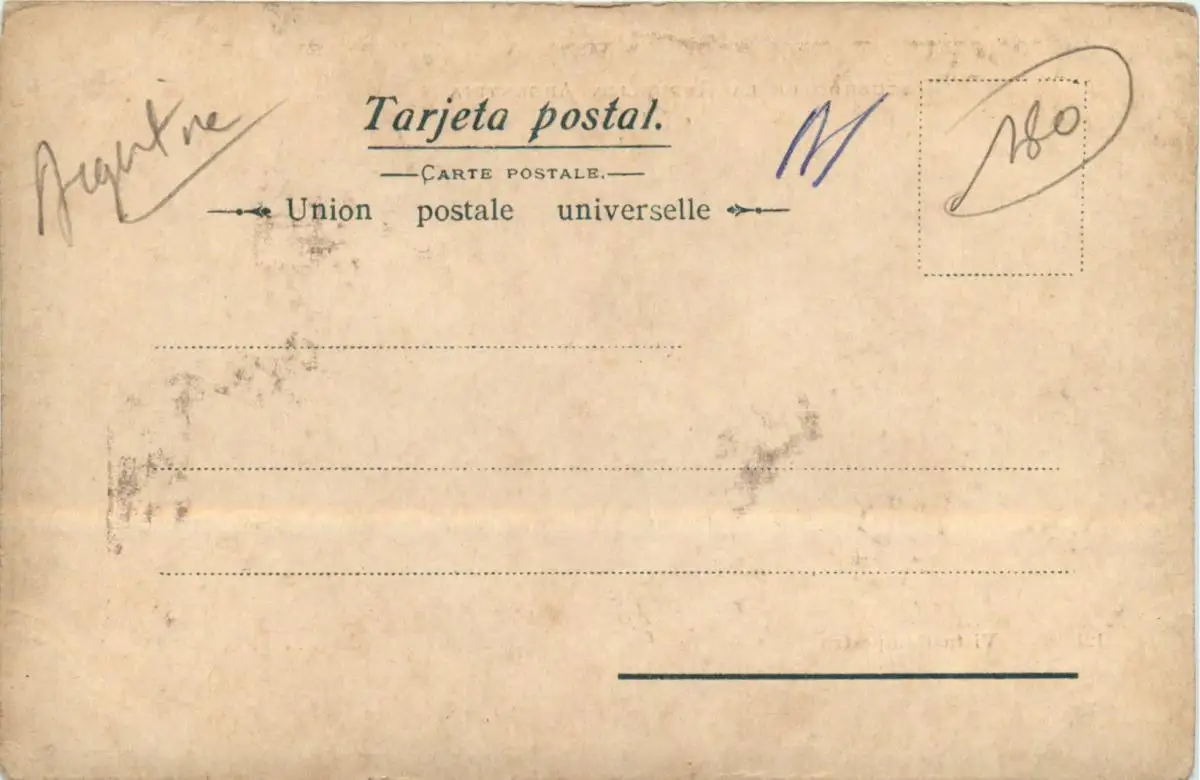 Argentine
Tarjeta postal.
CARTE POSTALE.
Union postale universelle
180